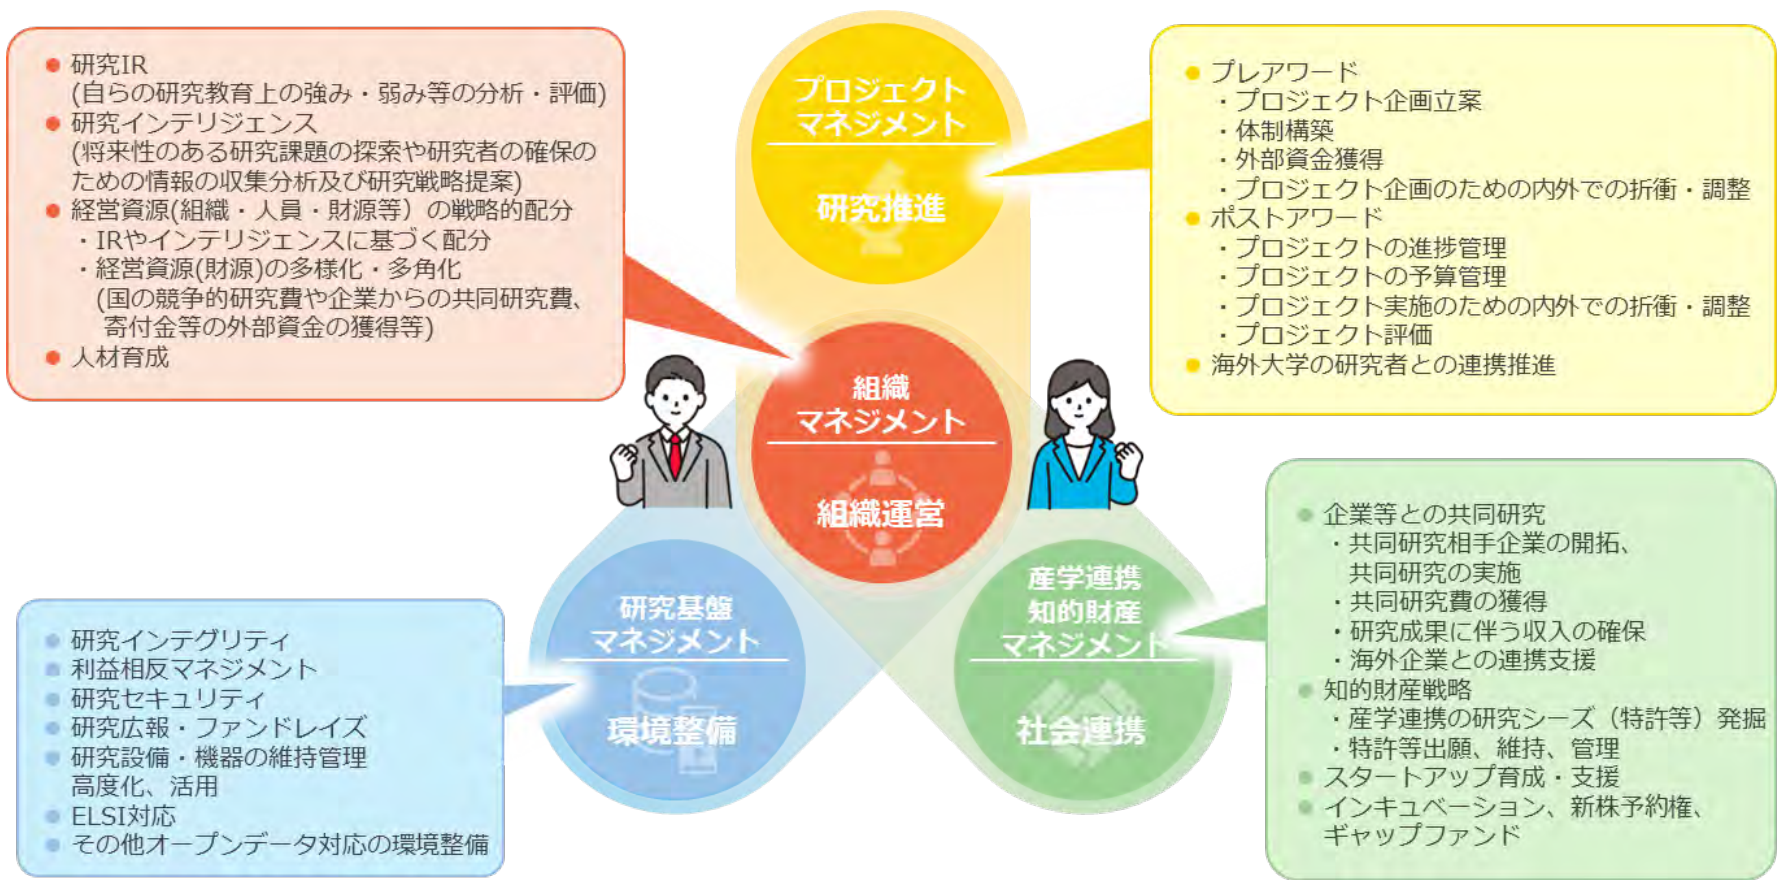 ● 研究IR
(自らの研究教育上の強み・弱み等の分析・評価)
● 研究インテリジェンス
(将来性のある研究課題の探索や研究者の確保の
ための情報の収集分析及び研究戦略提案)
● 経営資源(組織・人員・財源等）の戦略的配分
・IRやインテリジェンスに基づく配分
・経営資源(財源)の多様化・多角化
(国の競争的研究費や企業からの共同研究費、
寄付金等の外部資金の獲得等)
● 人材育成
プロジェクト
マネジメント
研究推進
● プレアワード
・プロジェクト企画立案
・体制構築
・外部資金獲得
・プロジェクト企画のための内外での折衝・調整
● ポストアワード
・プロジェクトの進捗管理
・プロジェクトの予算管理
・プロジェクト実施のための内外での折衝・調整
・プロジェクト評価
● 海外大学の研究者との連携推進
組織
マネジメント
組織運営
● 研究インテグリティ
● 利益相反マネジメント
● 研究セキュリティ
● 研究広報・ファンドレイズ
● 研究設備・機器の維持管理
高度化、活用
● ELSI対応
● その他オープンデータ対応の環境整備
研究基盤
マネジメント
環境整備
産学連携
知的財産
マネジメント
社会連携
● 企業等との共同研究
・共同研究相手企業の開拓、
共同研究の実施
・共同研究費の獲得
・研究成果に伴う収入の確保
・海外企業との連携支援
● 知的財産戦略
・産学連携の研究シーズ（特許等）発掘
・特許等出願、維持、管理
● スタートアップ育成・支援
● インキュベーション、新株予約権、
ギャップファンド